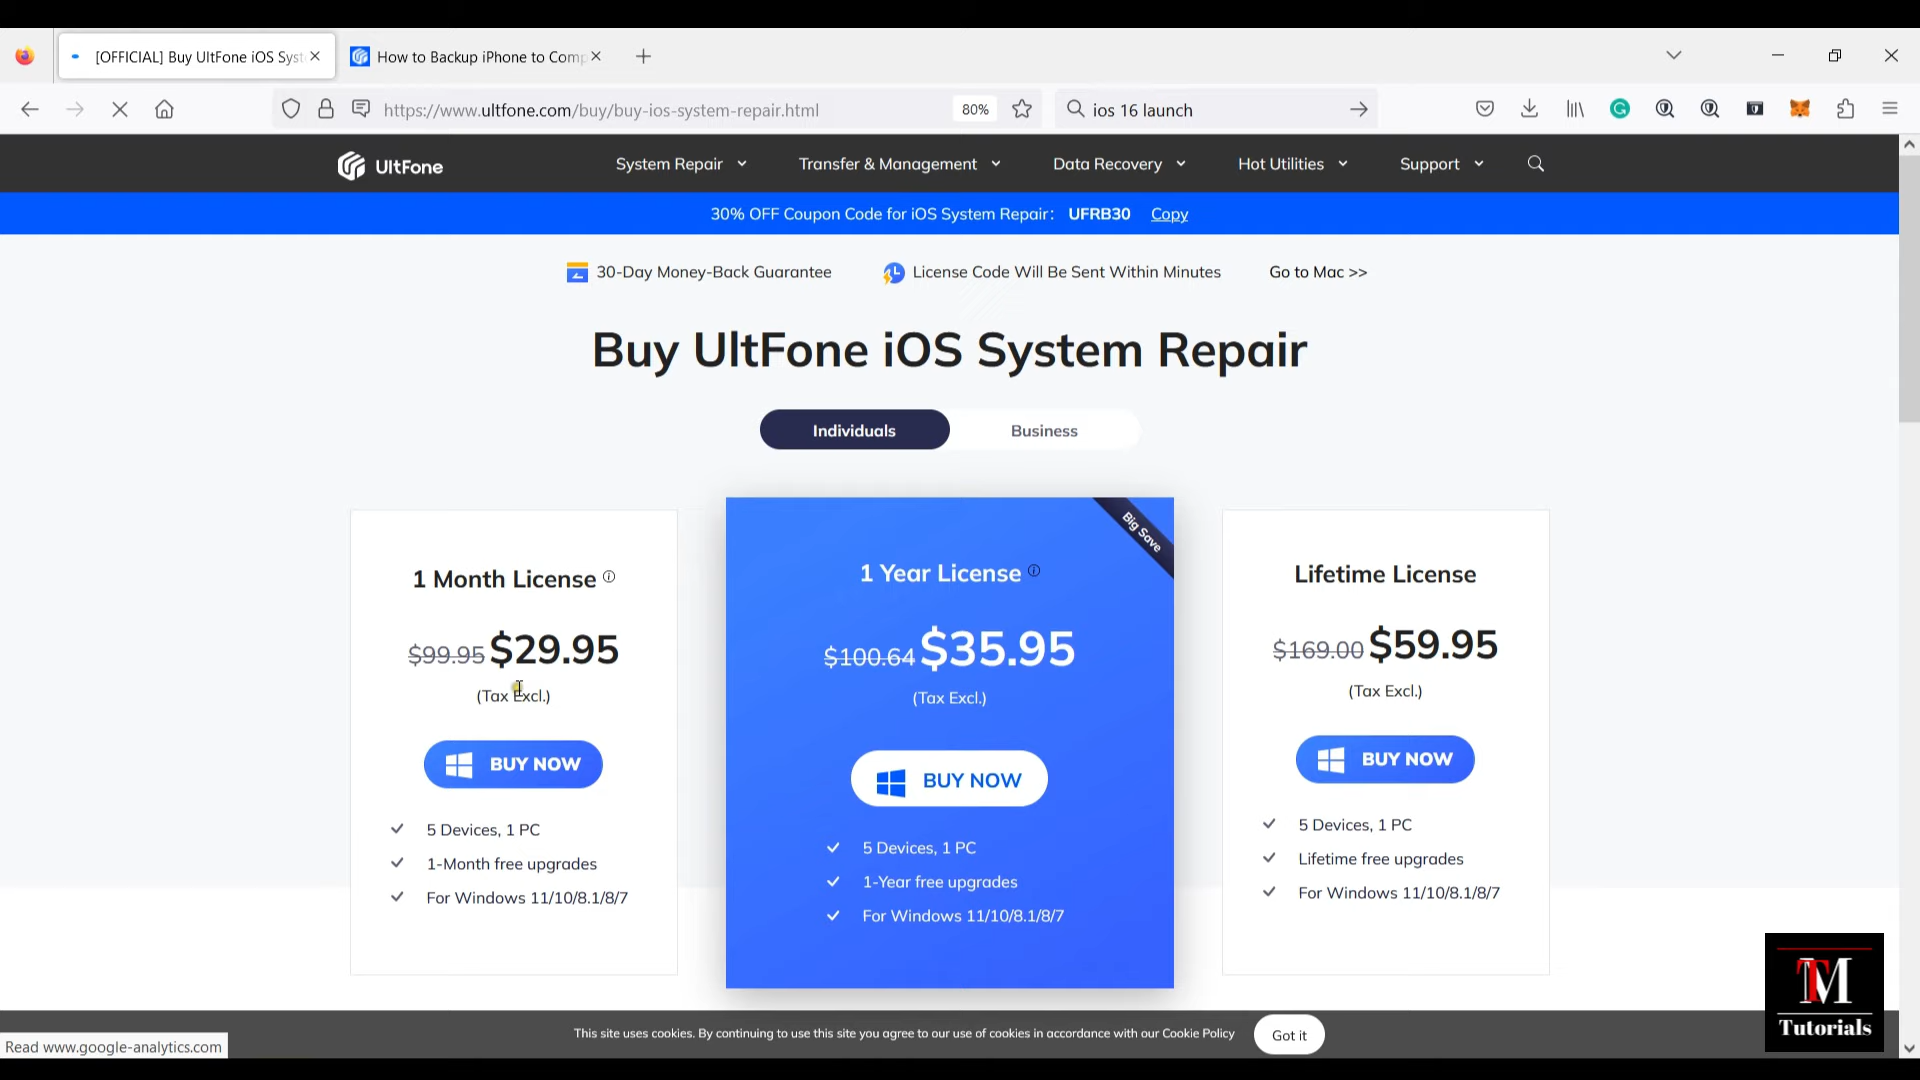 [OFFICIAL] Buy UltFone iOS Syst
How to Backup iPhone to Comp
https://www.ultfone.com/buy/buy-ios-system-repair.html
80%
ios 16 launch
UltFone
System Repair
Transfer & Management
Data Recovery
Hot Utilities
Support
30% OFF Coupon Code for iOS System Repair: UFRB30 Copy
30-Day Money-Back Guarantee
License Code Will Be Sent Within Minutes
Go to Mac >>
Buy UltFone iOS System Repair
Individuals
Business
1 Month License
$99.95 $29.95
(Tax Excl.)
BUY NOW
5 Devices, 1 PC
1-Month free upgrades
For Windows 11/10/8.1/8/7
Big Save
1 Year License
$100.64 $35.95
(Tax Excl.)
BUY NOW
5 Devices, 1 PC
1-Year free upgrades
For Windows 11/10/8.1/8/7
Lifetime License
$169.00 $59.95
(Tax Excl.)
BUY NOW
5 Devices, 1 PC
Lifetime free upgrades
For Windows 11/10/8.1/8/7
This site uses cookies. By continuing to use this site you agree to our use of cookies in accordance with our Cookie Policy
Got it
Read www.google-analytics.com
TM
Tutorials